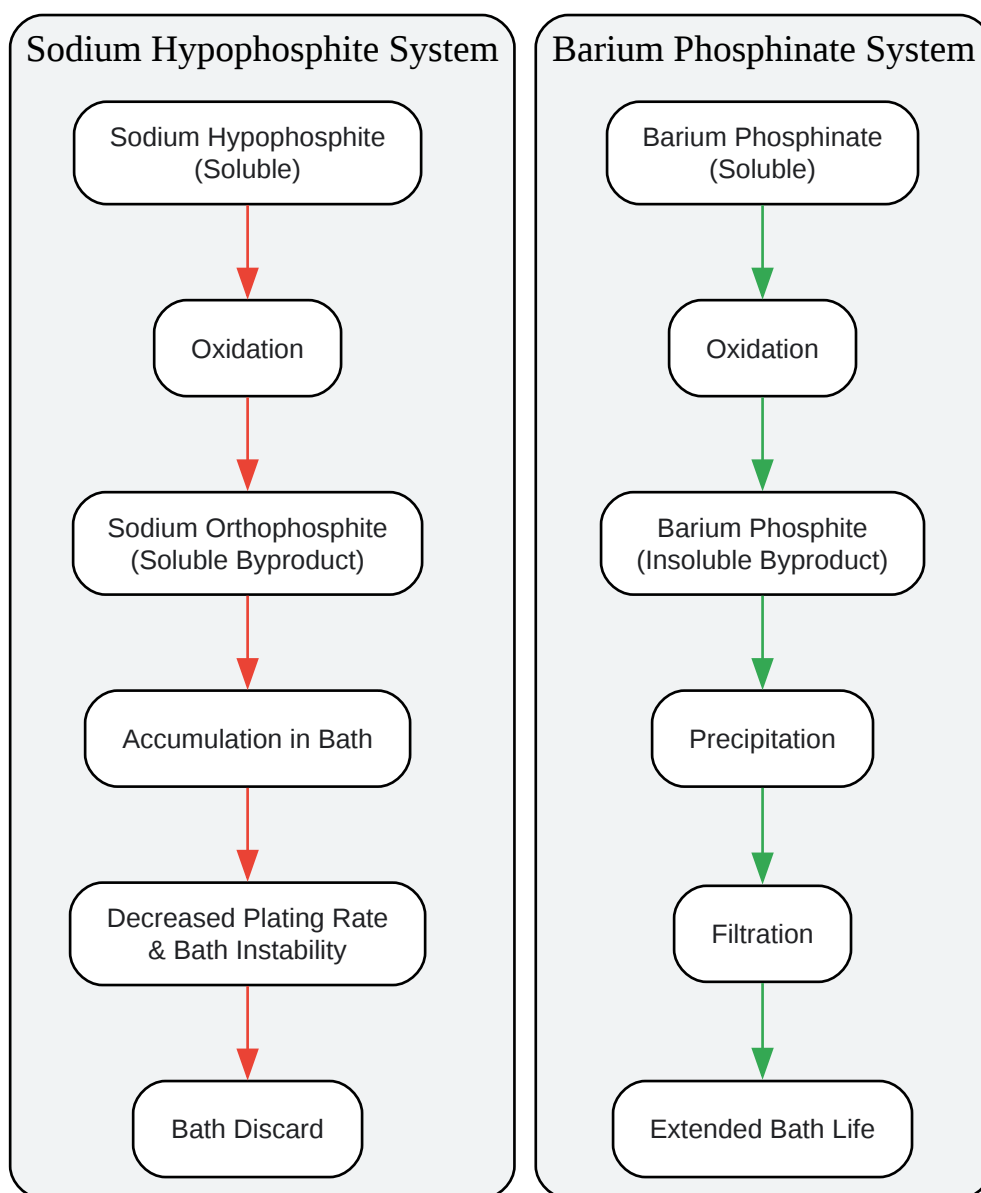 Sodium Hypophosphite System
Sodium Hypophosphite
(Soluble)
Oxidation
Sodium Orthophosphite
(Soluble Byproduct)
Accumulation in Bath
Decreased Plating Rate
& Bath Instability
Bath Discard
Barium Phosphinate System
Barium Phosphinate
(Soluble)
Oxidation
Barium Phosphite
(Insoluble Byproduct)
Precipitation
Filtration
Extended Bath Life